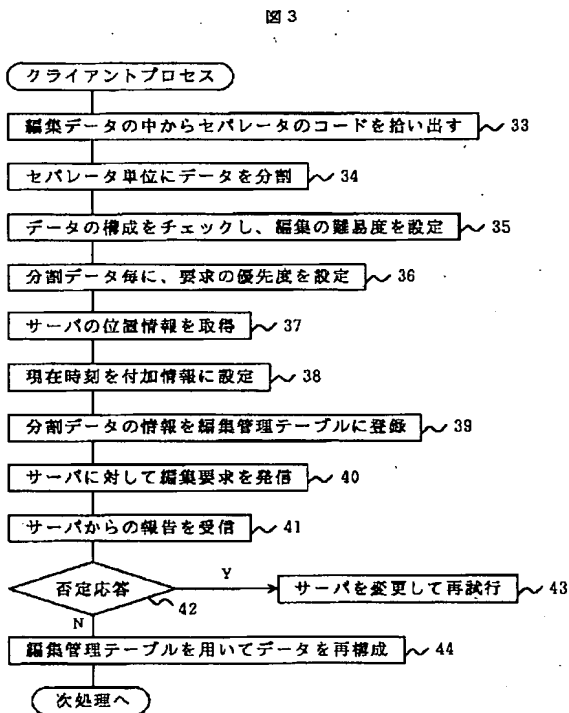 図3
クライアントプロセス
編集データの中からセパレータのコードを拾い出す 33
セパレータ単位にデータを分割 34
データの構成をチェックし、編集の難易度を設定 35
分割データ毎に、要求の優先度を設定 36
サーバの位置情報を取得 37
現在時刻を付加情報に設定 38
分割データの情報を編集管理テーブルに登録 39
サーバに対して編集要求を発信 40
サーバからの報告を受信 41
否定応答 42
Y
サーバを変更して再試行 43
N
編集管理テーブルを用いてデータを再構成 44
次処理へ